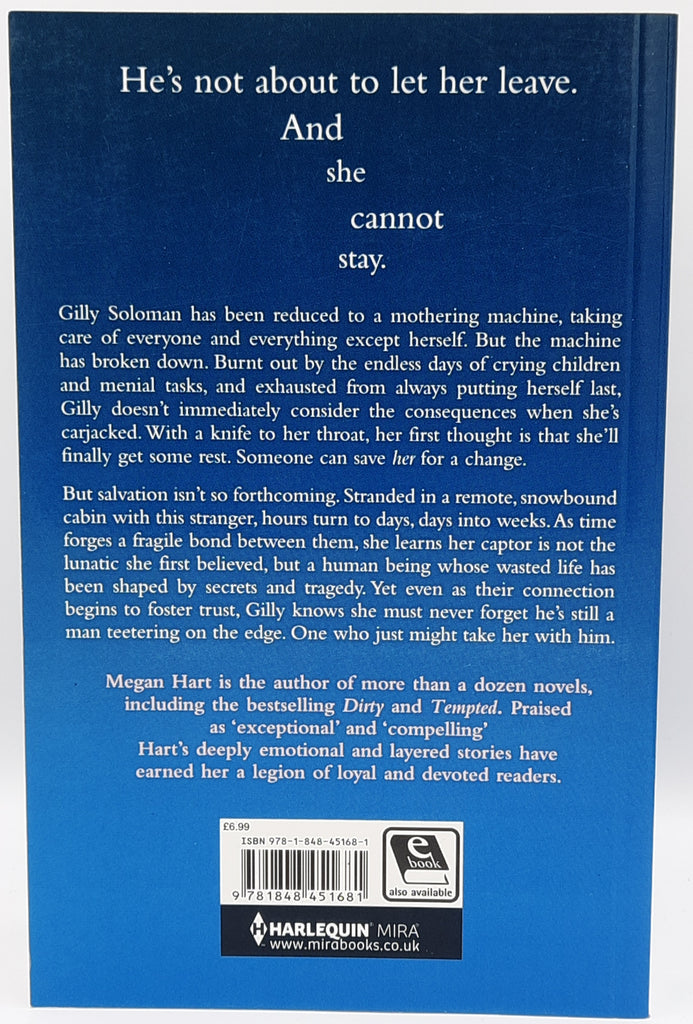 He's not about to let her leave.
And
she
cannot
stay.
Gilly Soloman has been reduced to a mothering machine, taking
care of everyone and everything except herself. But the machine
has broken down. Burnt out by the endless days of crying children
and menial tasks, and exhausted from always putting herself last,
Gilly doesn't immediately consider the consequences when she's
carjacked. With a knife to her throat, her first thought is that she'll
finally get some rest. Someone can save her for a change.
But salvation isn't so forthcoming. Stranded in a remote, snowbound
cabin with this stranger, hours turn to days, days into weeks. As time
forges a fragile bond between them, she learns her captor is not the
lunatic she first believed, but a human being whose wasted life has
been shaped by secrets and tragedy. Yet even as their connection
begins to foster trust, Gilly knows she must never forget he's still a
man teetering on the edge. One who just might take her with him.
Megan Hart is the author of more than a dozen novels,
including the bestselling Dirty and Tempted. Praised
as 'exceptional' and 'compelling'
Hart's deeply emotional and layered stories have
earned her a legion of loyal and devoted readers.
£6.99
ISBN 978-1-848-45168-1
9 781848 451681
e
book
also available
HARLEQUIN® MIRA®
www.mirabooks.co.uk